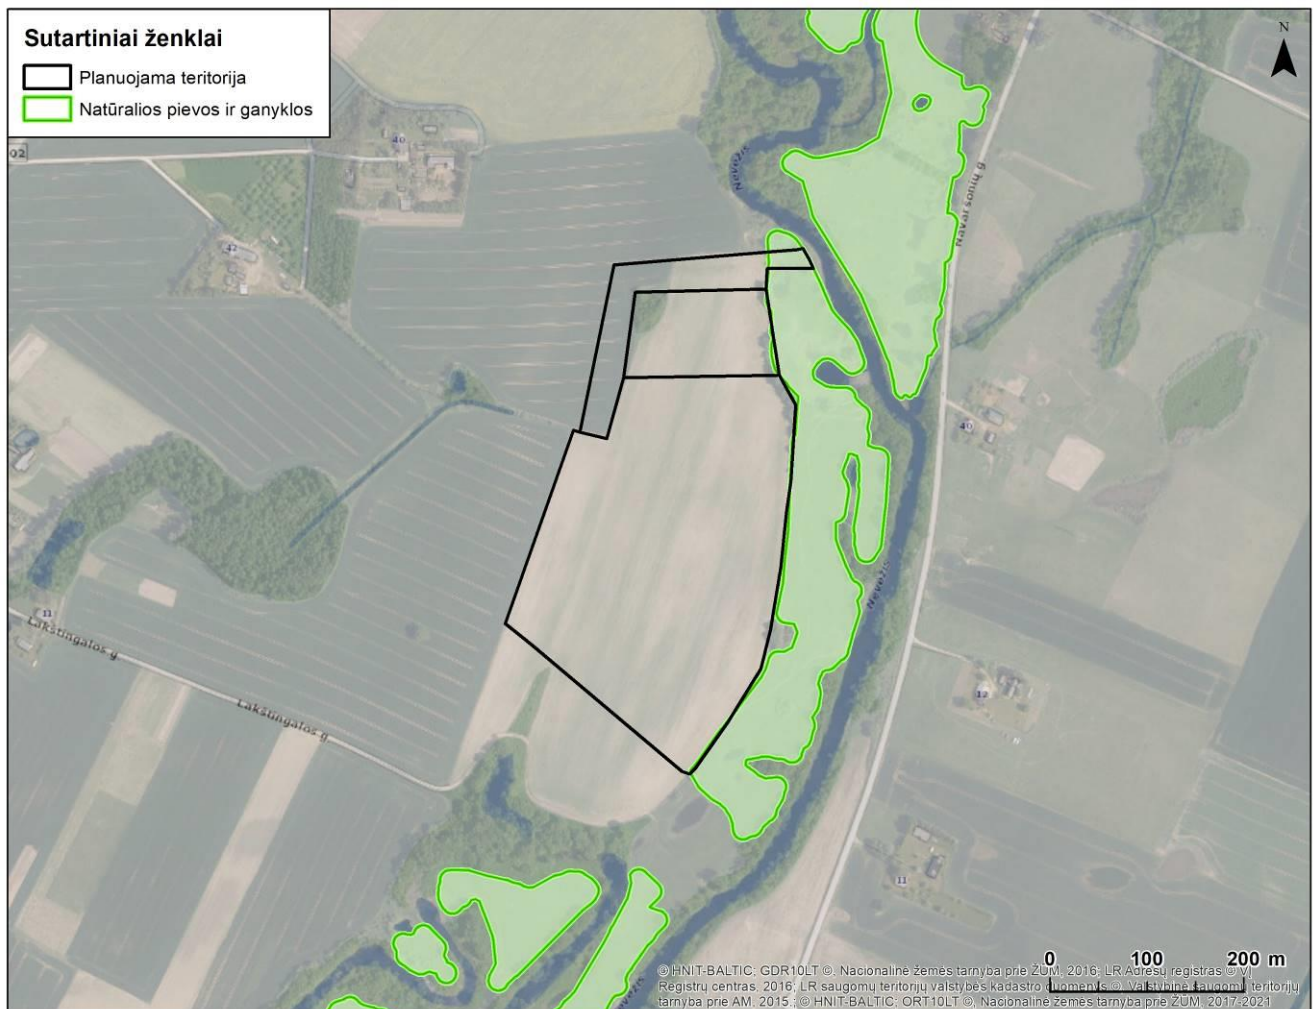 Sutartiniai ženklai
Planuojama teritorija
Natūralios pievos ir ganyklos
N
02
40
42
Nevėžis
Navaršonių g
40
11
Lakštingalos g
Lakštingalos g
Nevėžis
12
11
Nevėžis
0 100 200 m
© HNIT-BALTIC; GDR10LT ©, Nacionalinė žemės tarnyba prie ŽŪM, 2016; LR Adresų registras © VĮ
Registrų centras, 2016; LR saugomų teritorijų valstybės kadastro duomenys ©, Valstybinė saugomų teritorijų
tarnyba prie AM, 2015.; © HNIT-BALTIC; ORT10LT ©, Nacionalinė žemės tarnyba prie ŽŪM, 2017-2021